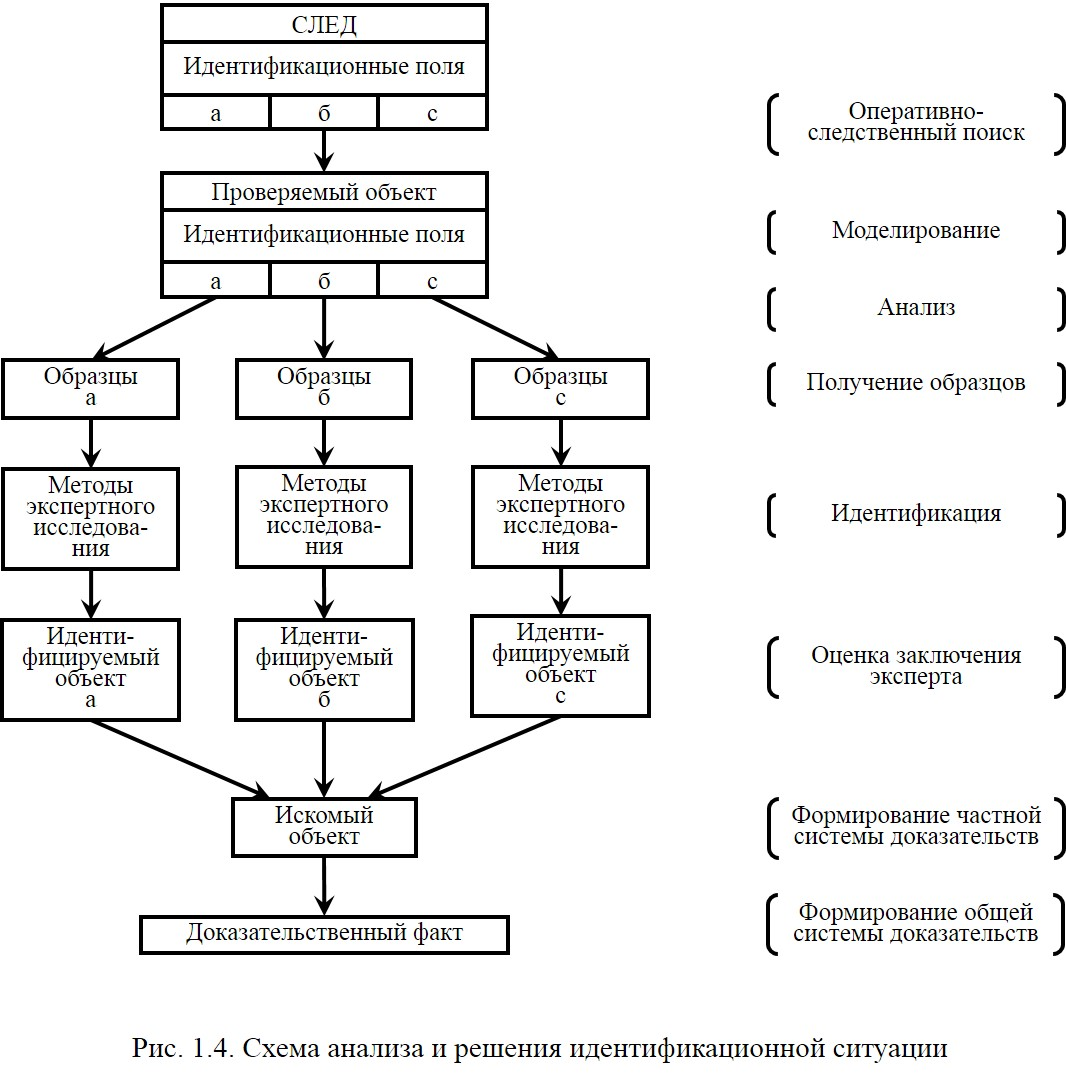 СЛЕД
Идентификационные поля
а б с
Проверяемый объект
Идентификационные поля
а б с
Образцы
а
Образцы
б
Образцы
с
Методы
экспертного
исследова-
ния
Методы
экспертного
исследова-
ния
Методы
экспертного
исследова-
ния
Иденти-
фицируемый
объект
а
Иденти-
фицируемый
объект
б
Иденти-
фицируемый
объект
с
Искомый
объект
Доказательственный факт
Оперативно-
следственный поиск
Моделирование
Анализ
Получение образцов
Идентификация
Оценка заключения
эксперта
Формирование частной
системы доказательств
Формирование общей
системы доказательств
Рис. 1.4. Схема анализа и решения идентификационной ситуации